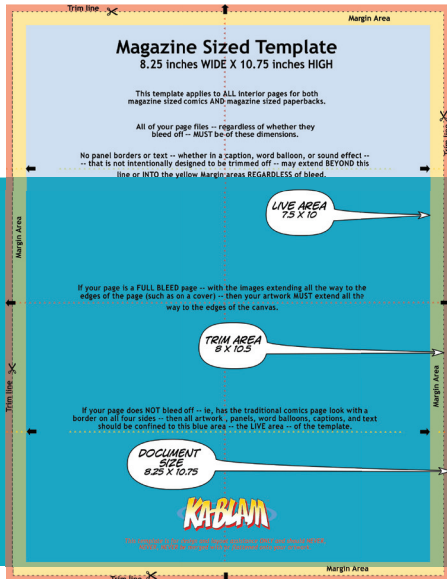 Trim line
Margin Area
Magazine Sized Template
8.25 inches WIDE X 10.75 inches HIGH
This template applies to ALL interior pages for both
magazine sized comics AND magazine sized paperbacks.
All of your page files -- regardless of whether they
bleed off -- MUST be of these dimensions.
No panel borders or text -- whether in a caption, word balloon, or sound effect --
-- that is not intentionally designed to be trimmed off -- may extend BEYOND this
line or INTO the yellow Margin areas REGARDLESS of bleed.
Trim line
LIVE AREA
7.5 X 10
Margin Area
If your page is a FULL BLEED page -- with the images extending all the way to the
edges of the page (such as on a cover) -- then your artwork MUST extend all the
way to the edges of the canvas.
TRIM AREA
8 X 10.5
Trim line
Margin Area
If your page does NOT bleed off -- ie, has the traditional comics page look with a
border on all four sides -- then all artwork , panels, word balloons, captions, and text
should be confined to this blue area -- the LIVE area -- of the template.
DOCUMENT
SIZE
8.25 X 10.75
KA-BLAM
Margin Area
Trim line